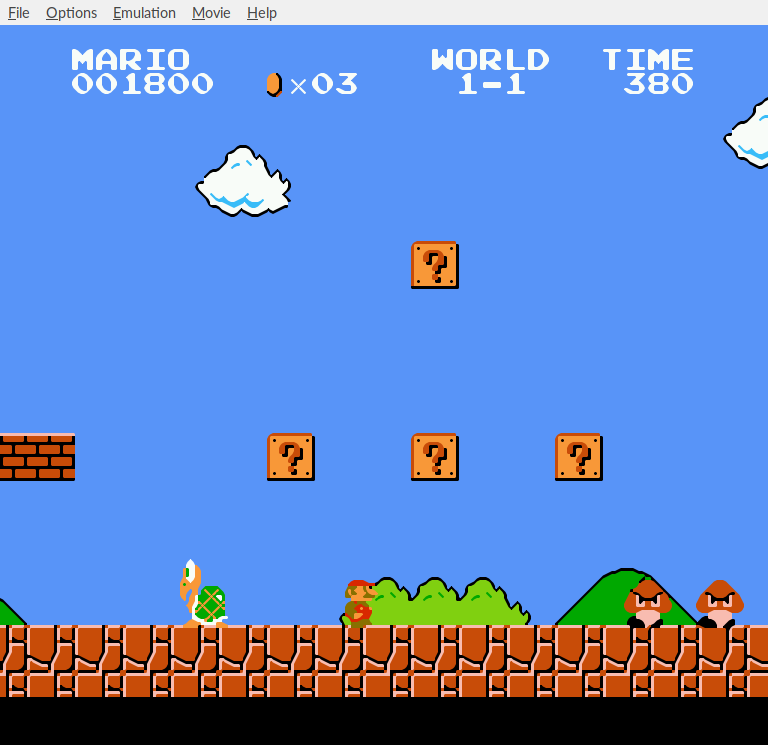 File Options Emulation Movie Help
MARIO WORLD TIME
001800 ×03 1-1 380
?
? ? ?